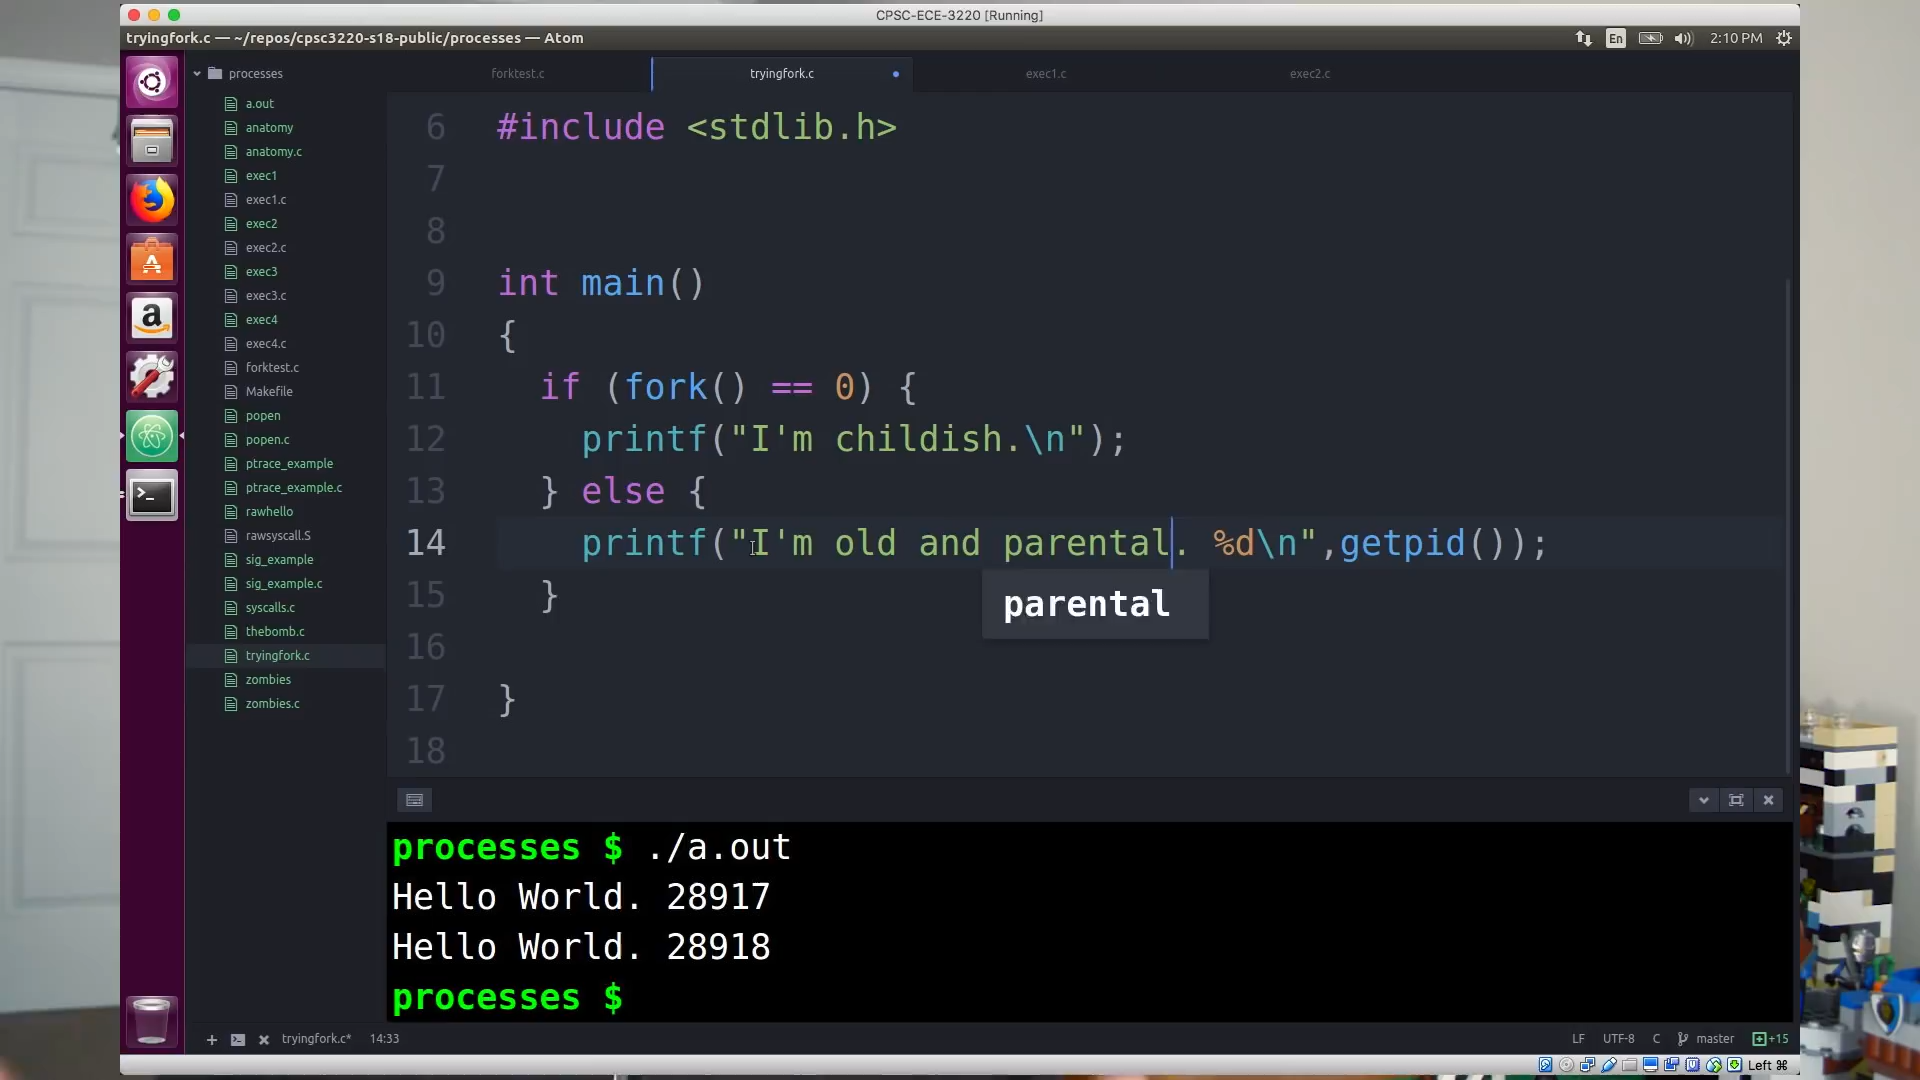 CPSC-ECE-3220 [Running]
tryingfork.c — ~/repos/cpsc3220-s18-public/processes — Atom
En
2:10 PM
processes
a.out
anatomy
anatomy.c
exec1
exec1.c
exec2
exec2.c
exec3
exec3.c
exec4
exec4.c
forktest.c
Makefile
popen
popen.c
ptrace_example
ptrace_example.c
rawhello
rawsyscall.S
sig_example
sig_example.c
syscalls.c
thebomb.c
tryingfork.c
zombies
zombies.c
forktest.c
tryingfork.c
exec1.c
exec2.c
6 #include <stdlib.h>
7
8
9 int main()
10 {
11 if (fork() == 0) {
12 printf("I'm childish.\n");
13 } else {
14 printf("I'm old and parental. %d\n",getpid());
parental
15 }
16
17 }
18
processes $ ./a.out
Hello World. 28917
Hello World. 28918
processes $
tryingfork.c* 14:33
LF UTF-8 C master +15
Left ⌘